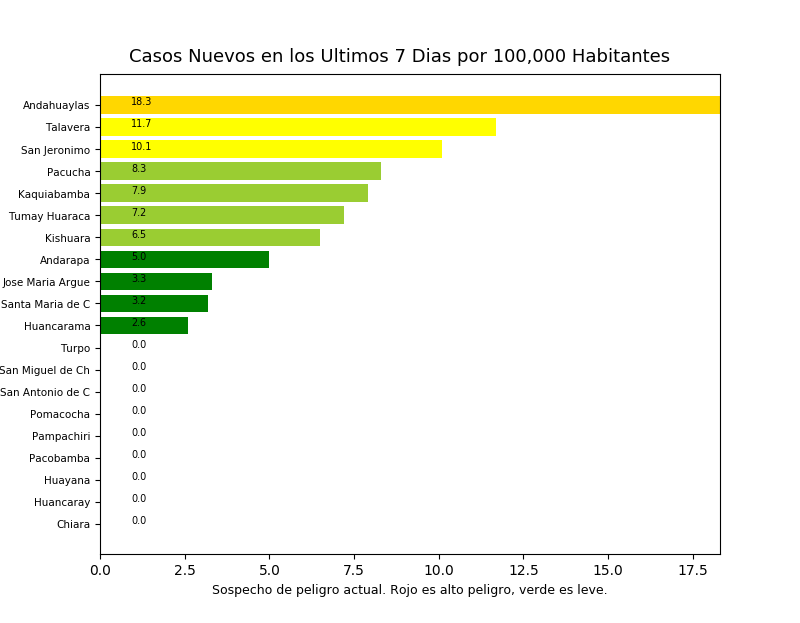 Casos Nuevos en los Ultimos 7 Dias por 100,000 Habitantes
Andahuaylas 18.3
Talavera 11.7
San Jeronimo 10.1
Pacucha 8.3
Kaquiabamba 7.9
Tumay Huaraca 7.2
Kishuara 6.5
Andarapa 5.0
Jose Maria Argue 3.3
Santa Maria de C 3.2
Huancarama 2.6
Turpo 0.0
San Miguel de Ch 0.0
San Antonio de C 0.0
Pomacocha 0.0
Pampachiri 0.0
Pacobamba 0.0
Huayana 0.0
Huancaray 0.0
Chiara 0.0
0.0 2.5 5.0 7.5 10.0 12.5 15.0 17.5
Sospecho de peligro actual. Rojo es alto peligro, verde es leve.